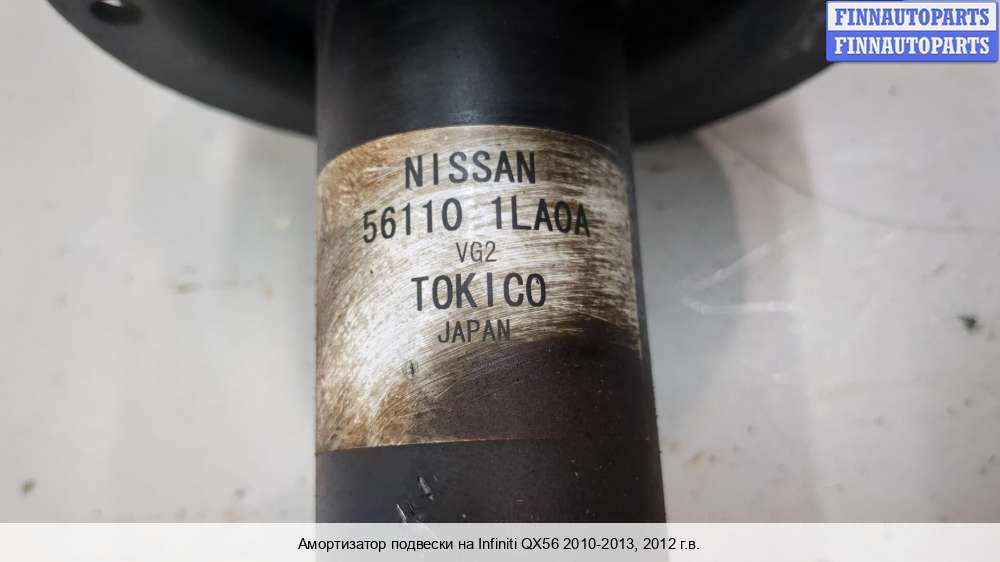 FINNAUTOPARTS
FINNAUTOPARTS
NISSAN
56110 1LA0A
VG2
TOKICO
JAPAN
Амортизатор подвески на Infiniti QX56 2010-2013, 2012 г.в.